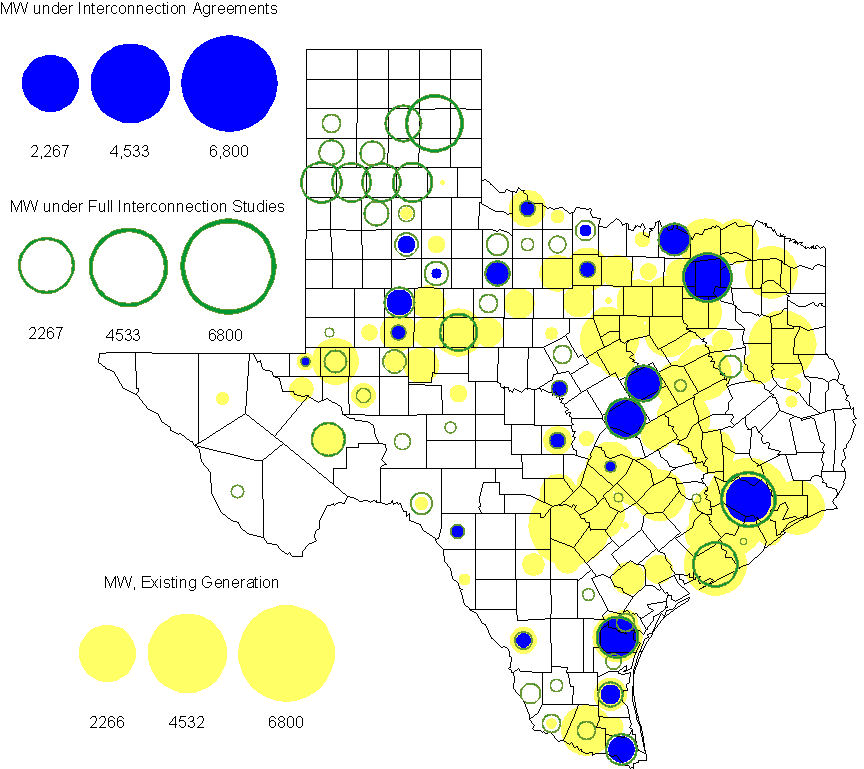 MW under Interconnection Agreements
2,267 4,533 6,800
MW under Full Interconnection Studies
2267 4533 6800
MW, Existing Generation
2266 4532 6800